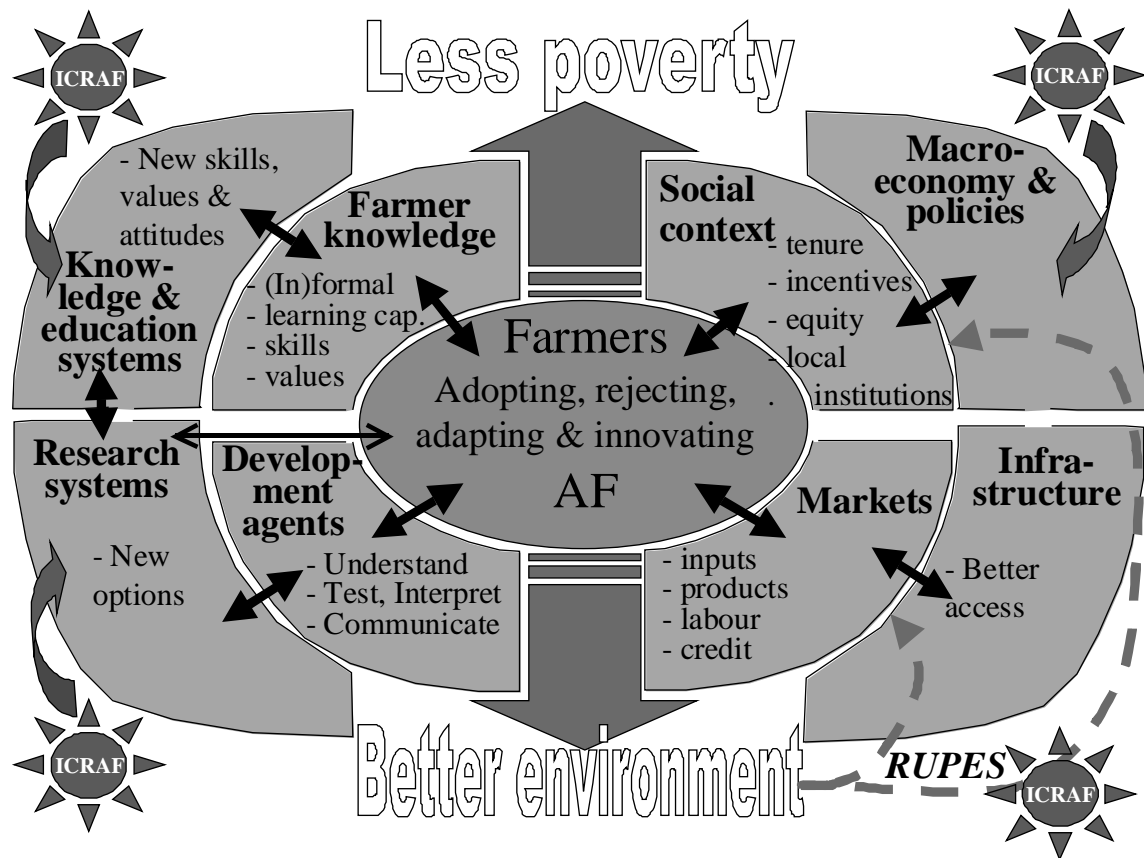 Less poverty
ICRAF
ICRAF
- New skills,
values &
attitudes
Know-
ledge &
education
systems
Farmer
knowledge
- (In)formal
- learning cap.
- skills
- values
Social
context
- tenure
- incentives
- equity
- local
institutions
Macro-
economy &
policies
Farmers
Adopting, rejecting,
adapting & innovating
AF
.
Research
systems
- New
options
Develop-
ment
agents
- Understand
- Test, Interpret
- Communicate
Markets
- inputs
- products
- labour
- credit
Infra-
structure
- Better
access
ICRAF
Better environment
RUPES
ICRAF